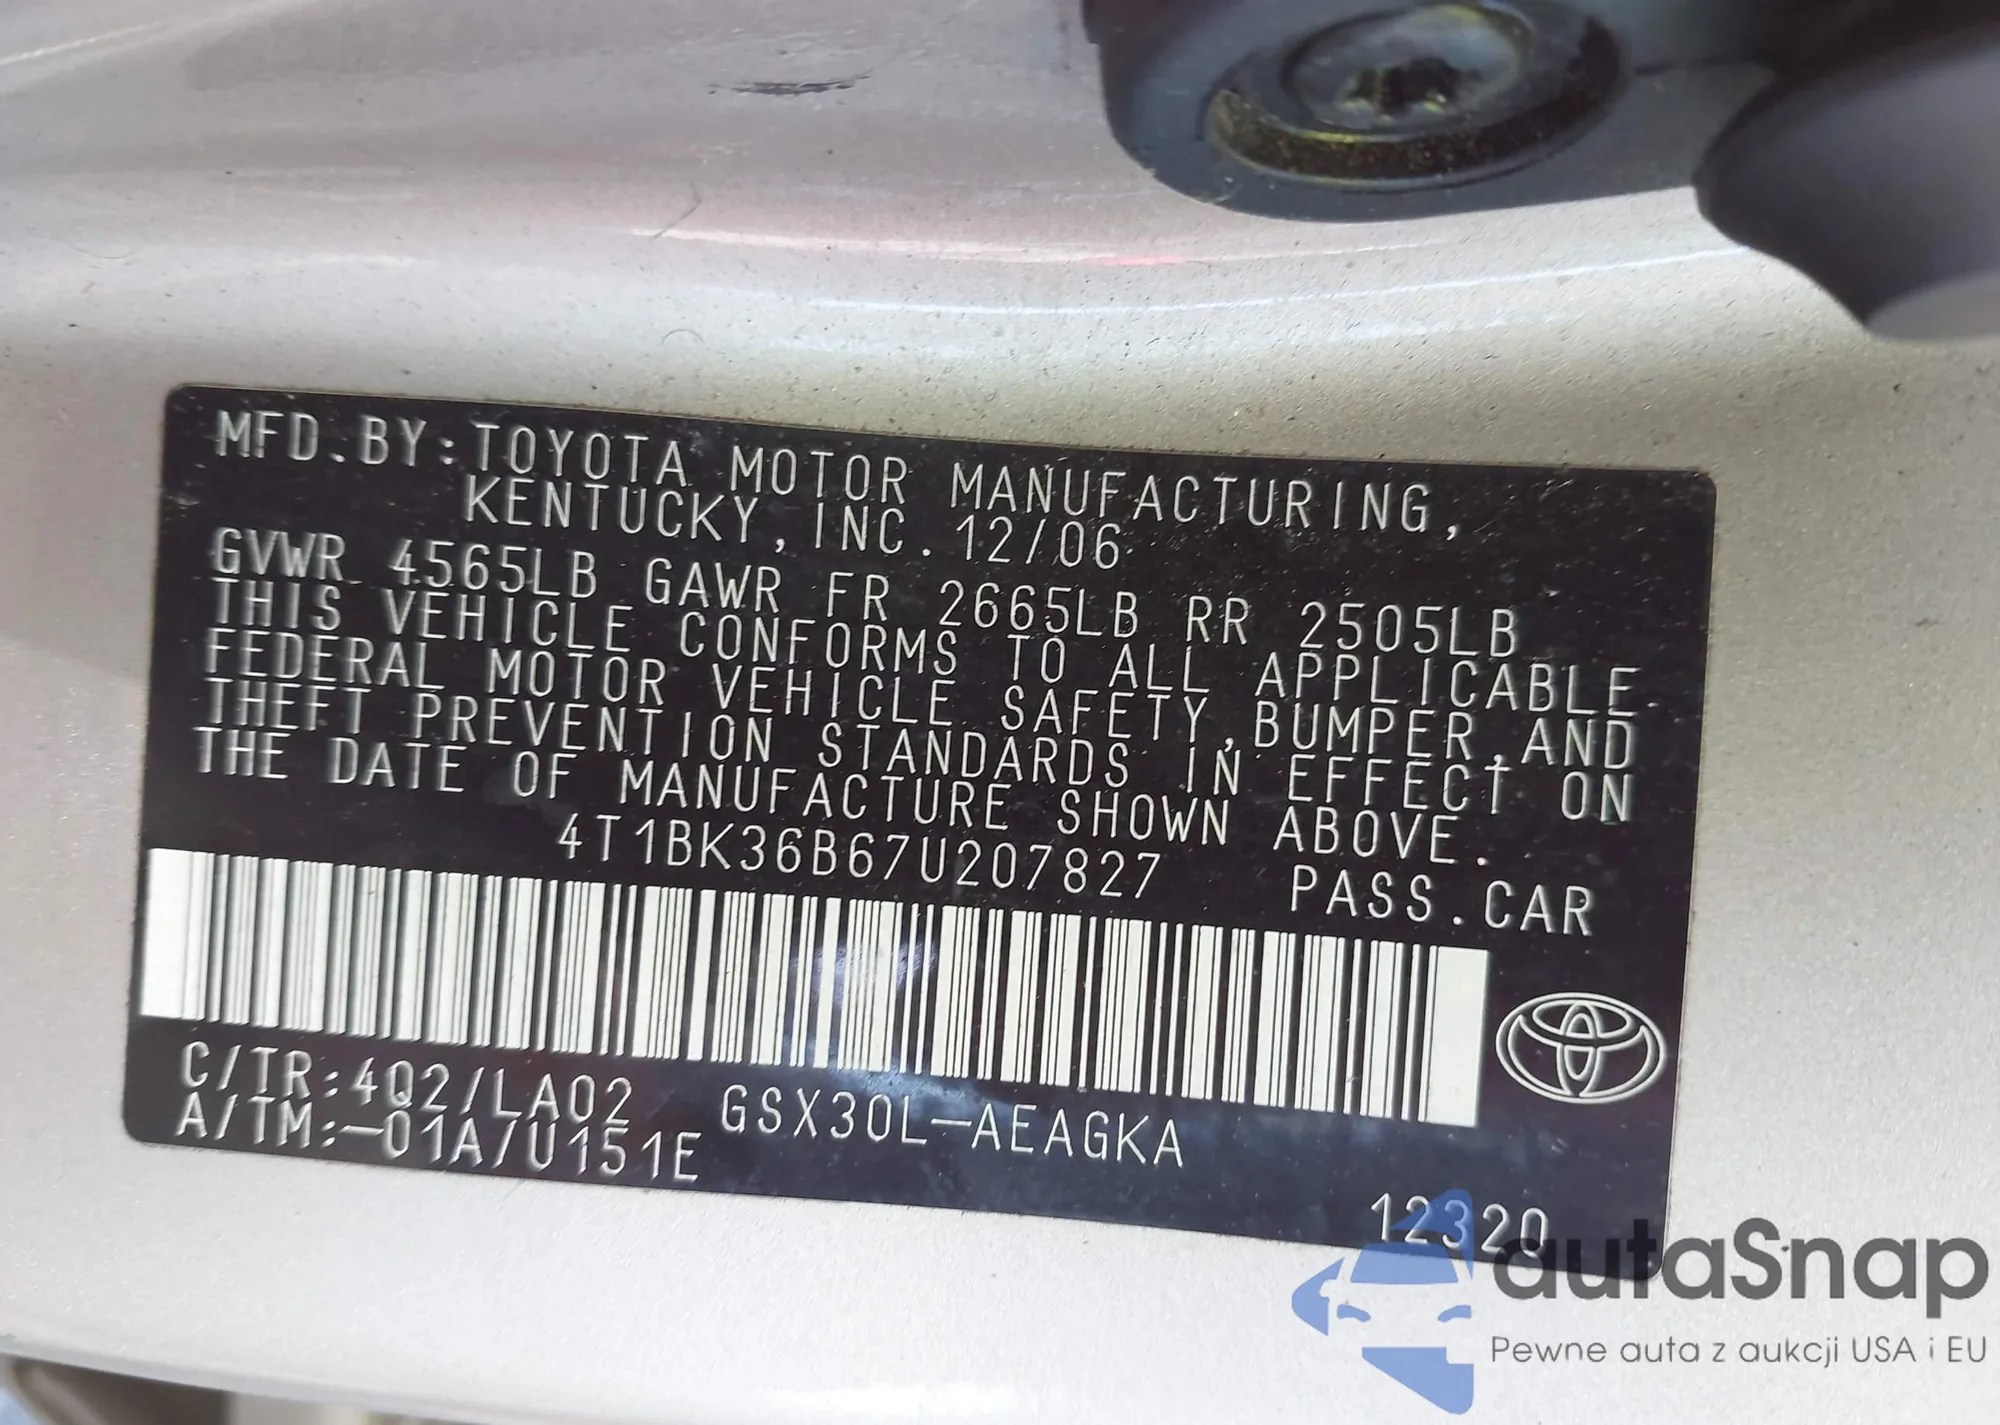 MFD.BY:TOYOTA MOTOR MANUFACTURING,
KENTUCKY, INC. 12/06
GVWR 4565LB GAWR FR 2665LB RR 2505LB
THIS VEHICLE CONFORMS TO ALL APPLICABLE
FEDERAL MOTOR VEHICLE SAFETY,BUMPER,AND
THEFT PREVENTION STANDARDS IN EFFECT ON
THE DATE OF MANUFACTURE SHOWN ABOVE.
4T1BK36B67U207827 PASS.CAR
C/TR:4Q2/LA02 GSX30L-AEAGKA
A/TM:-01A/U151E
12320
autaSnap
Pewne auta z aukcji USA i EU